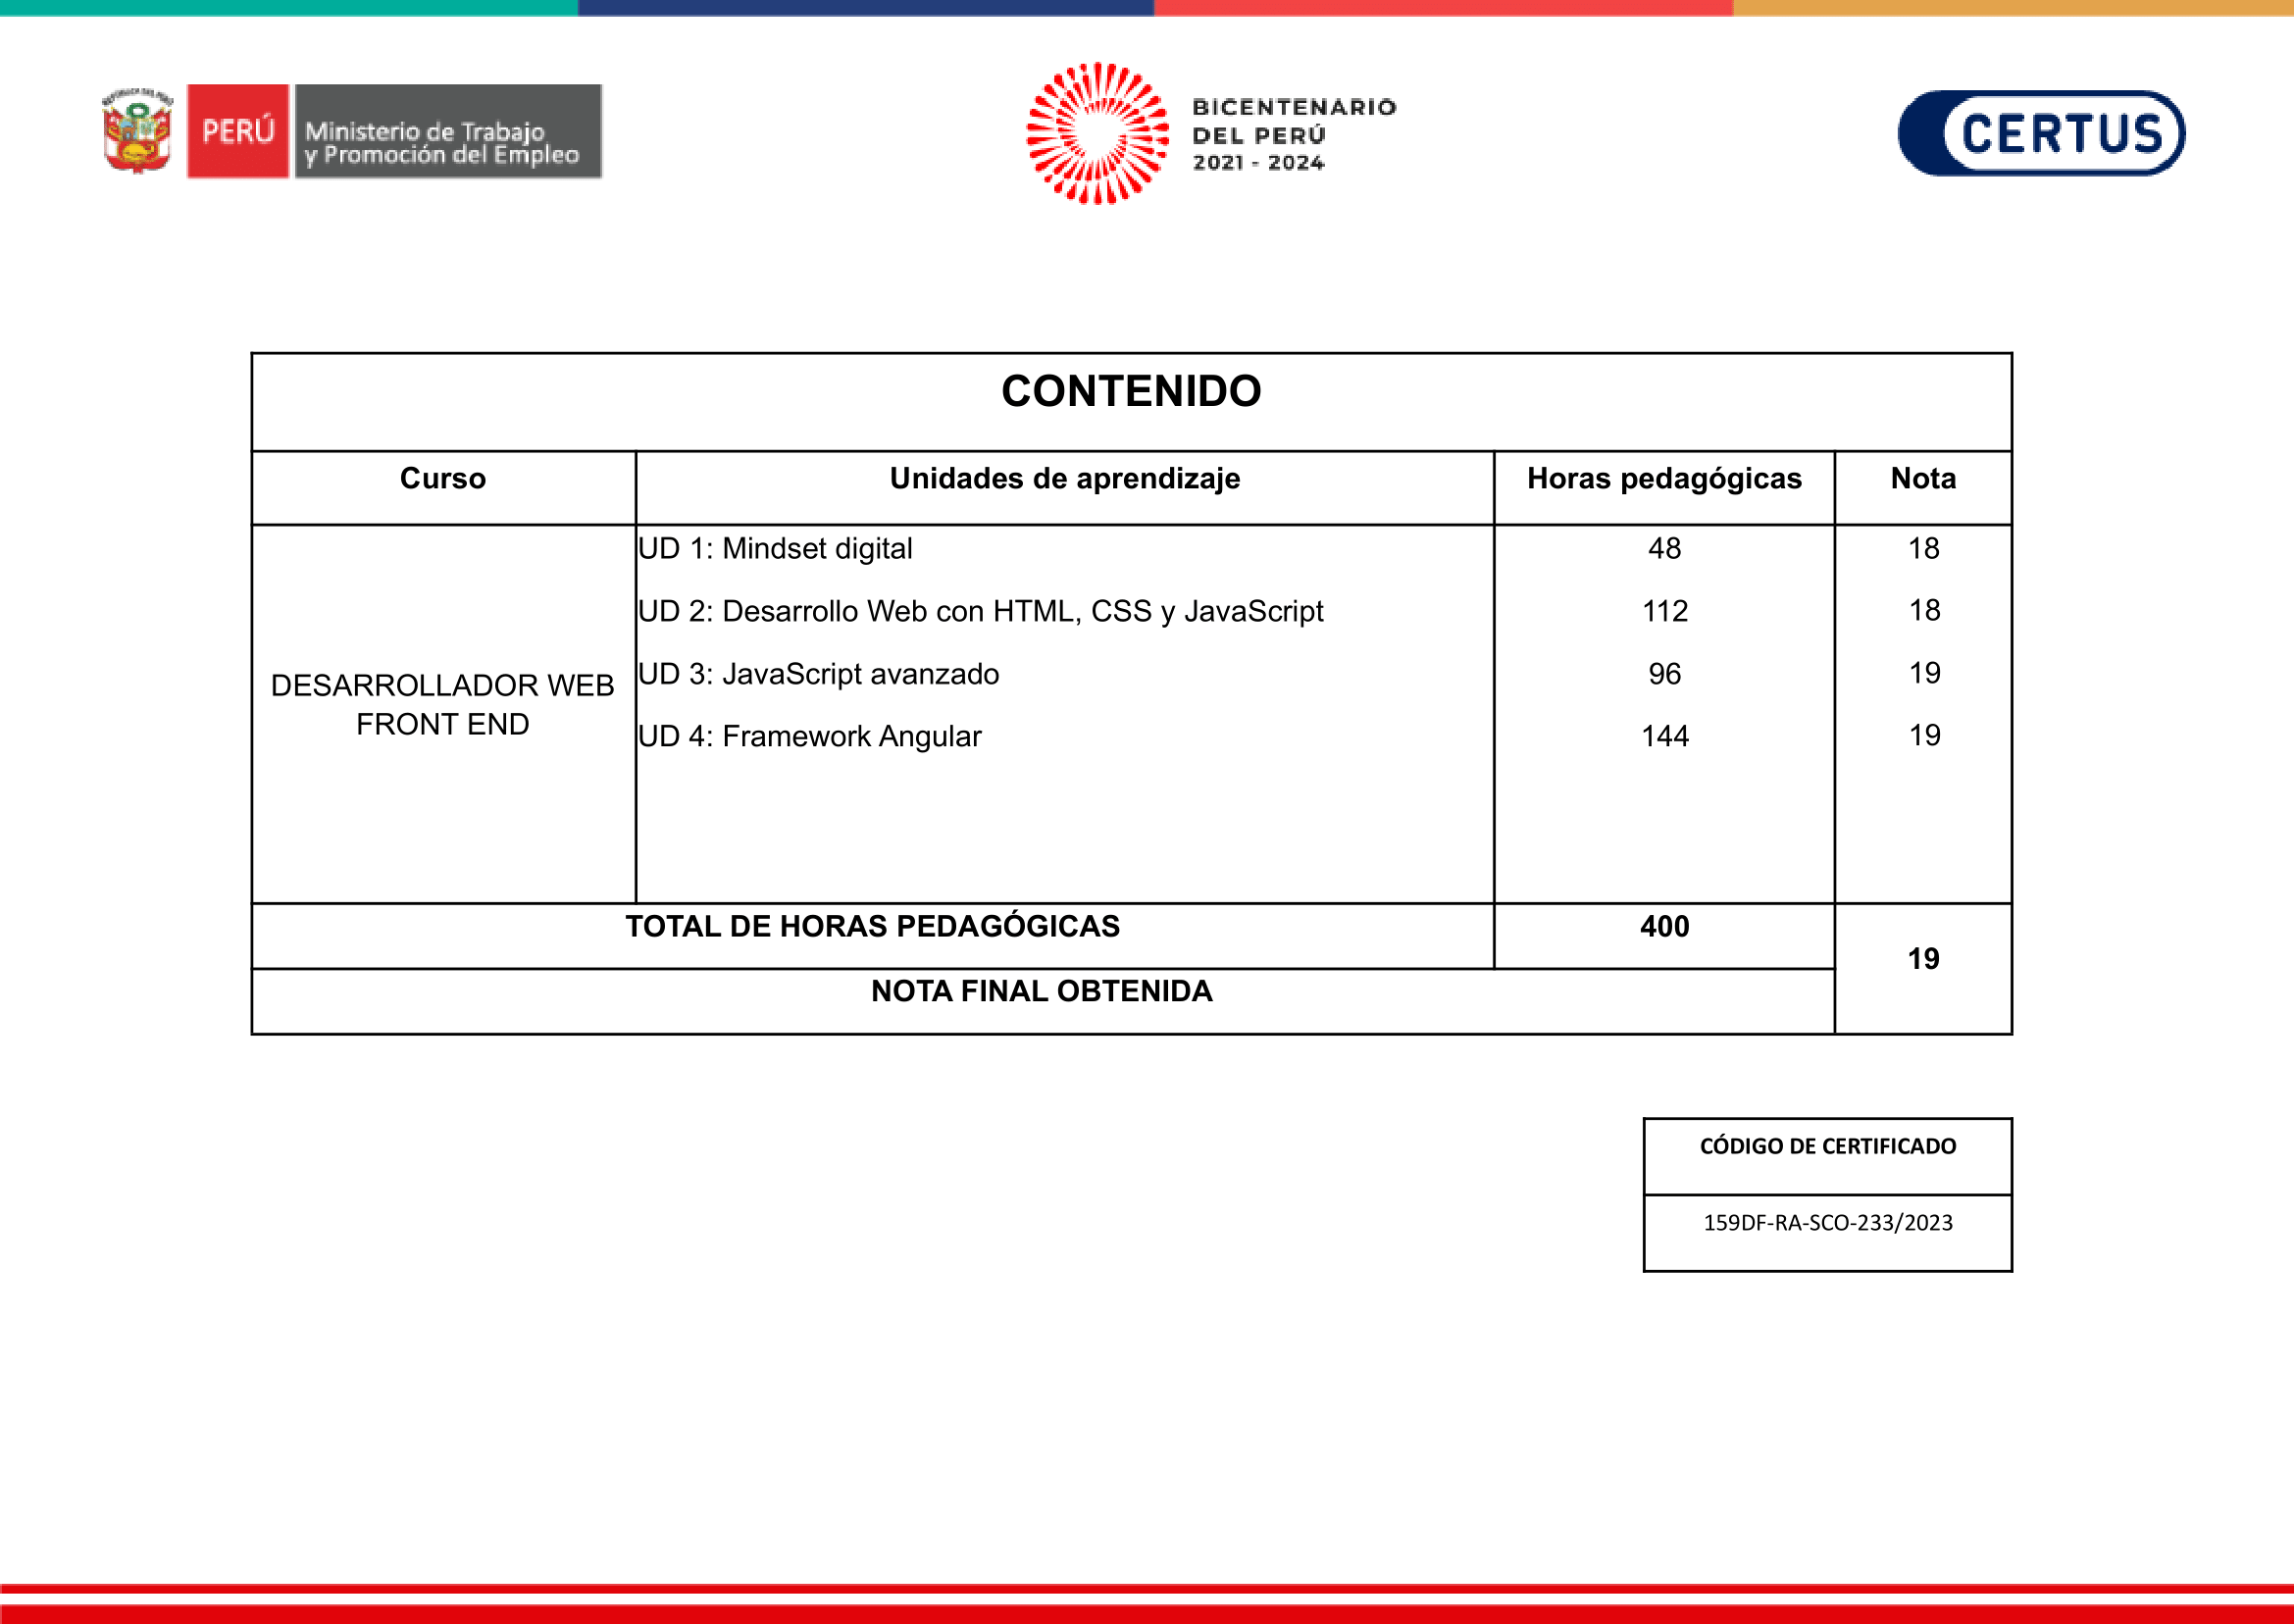 REPÚBLICA DEL PERÚ
PERÚ
Ministerio de Trabajo
y Promoción del Empleo
BICENTENARIO
DEL PERÚ
2021 - 2024
CERTUS
CONTENIDO
Curso Unidades de aprendizaje Horas pedagógicas Nota
UD 1: Mindset digital 48 18
UD 2: Desarrollo Web con HTML, CSS y JavaScript 112 18
UD 3: JavaScript avanzado 96 19
DESARROLLADOR WEB
FRONT END
UD 4: Framework Angular 144 19
TOTAL DE HORAS PEDAGÓGICAS 400
19
NOTA FINAL OBTENIDA
CÓDIGO DE CERTIFICADO
159DF-RA-SCO-233/2023